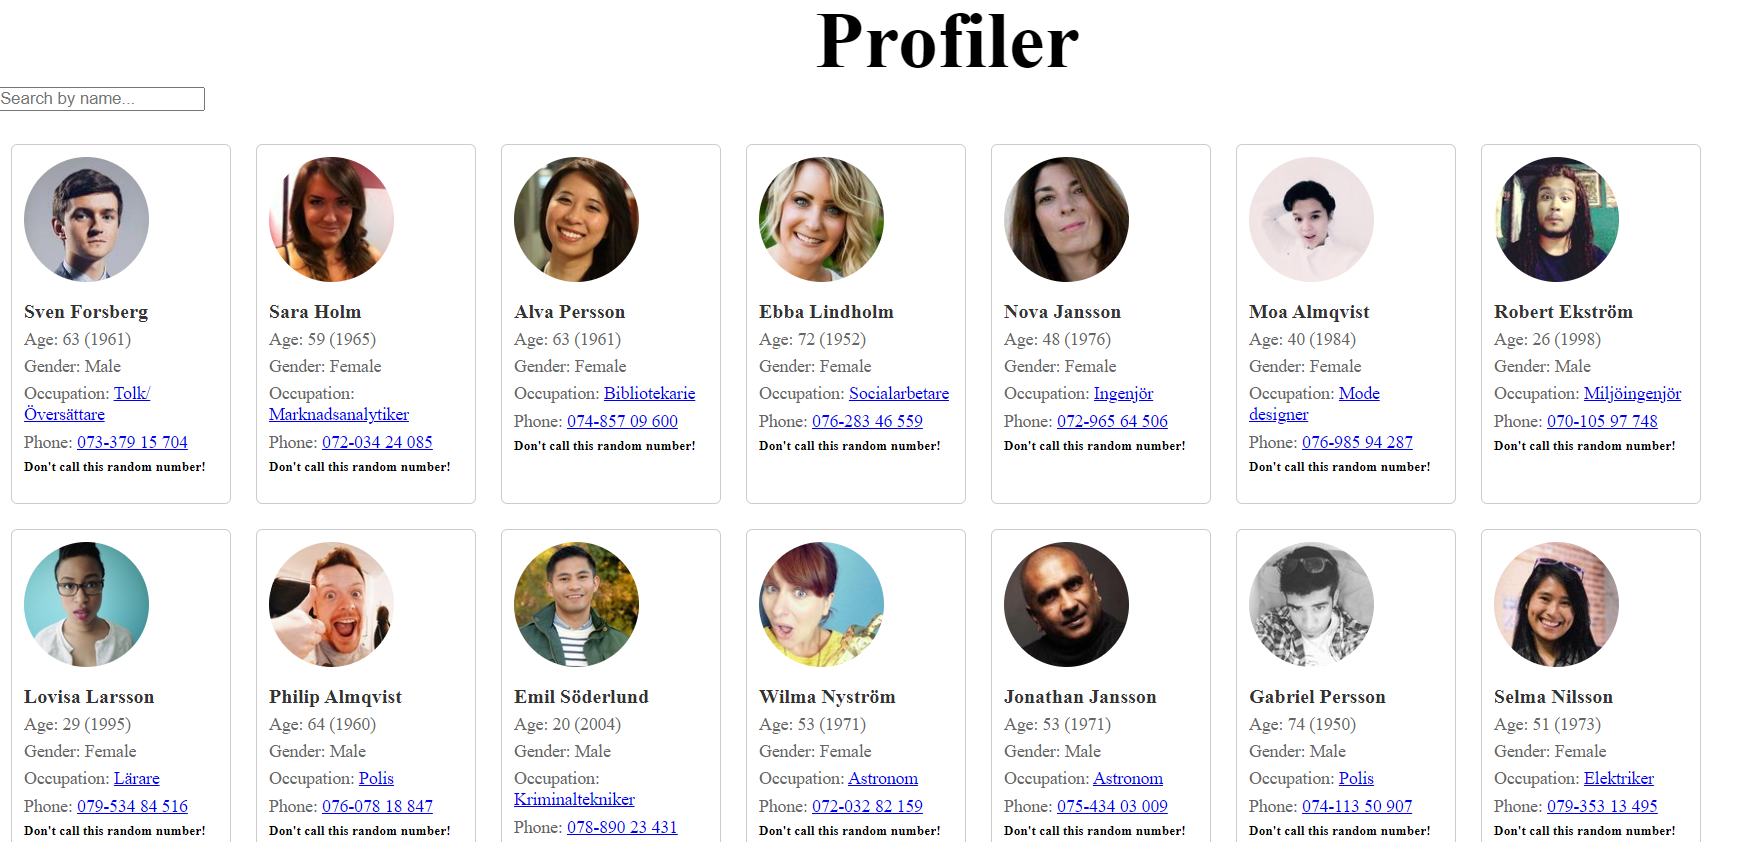 Profiler
Search by name...
Sven Forsberg
Age: 63 (1961)
Gender: Male
Occupation: Tolk/
Översättare
Phone: 073-379 15 704
Don't call this random number!
Sara Holm
Age: 59 (1965)
Gender: Female
Occupation:
Marknadsanalytiker
Phone: 072-034 24 085
Don't call this random number!
Alva Persson
Age: 63 (1961)
Gender: Female
Occupation: Bibliotekarie
Phone: 074-857 09 600
Don't call this random number!
Ebba Lindholm
Age: 72 (1952)
Gender: Female
Occupation: Socialarbetare
Phone: 076-283 46 559
Don't call this random number!
Nova Jansson
Age: 48 (1976)
Gender: Female
Occupation: Ingenjör
Phone: 072-965 64 506
Don't call this random number!
Moa Almqvist
Age: 40 (1984)
Gender: Female
Occupation: Mode
designer
Phone: 076-985 94 287
Don't call this random number!
Robert Ekström
Age: 26 (1998)
Gender: Male
Occupation: Miljöingenjör
Phone: 070-105 97 748
Don't call this random number!
Lovisa Larsson
Age: 29 (1995)
Gender: Female
Occupation: Lärare
Phone: 079-534 84 516
Don't call this random number!
Philip Almqvist
Age: 64 (1960)
Gender: Male
Occupation: Polis
Phone: 076-078 18 847
Don't call this random number!
Emil Söderlund
Age: 20 (2004)
Gender: Male
Occupation:
Kriminaltekniker
Phone: 078-890 23 431
Wilma Nyström
Age: 53 (1971)
Gender: Female
Occupation: Astronom
Phone: 072-032 82 159
Don't call this random number!
Jonathan Jansson
Age: 53 (1971)
Gender: Male
Occupation: Astronom
Phone: 075-434 03 009
Don't call this random number!
Gabriel Persson
Age: 74 (1950)
Gender: Male
Occupation: Polis
Phone: 074-113 50 907
Don't call this random number!
Selma Nilsson
Age: 51 (1973)
Gender: Female
Occupation: Elektriker
Phone: 079-353 13 495
Don't call this random number!